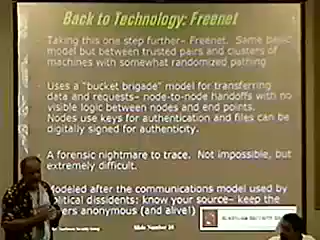 Back to Technology: Freenet
Taking this one step further– Freenet. Same basic
model but between trusted pairs and clusters of
machines with somewhat randomized pathing
Uses a "bucket brigade" model for transferring
data and requests– node-to-node handoffs with no
visible logic between nodes and end points.
Nodes use keys for authentication and files can be
digitally signed for authenticity.
A forensic nightmare to trace. Not impossible, but
extremely difficult.
Modeled after the communications model used by
political dissidents: know your source– keep the
anonymous (and alive!)
Slide Number